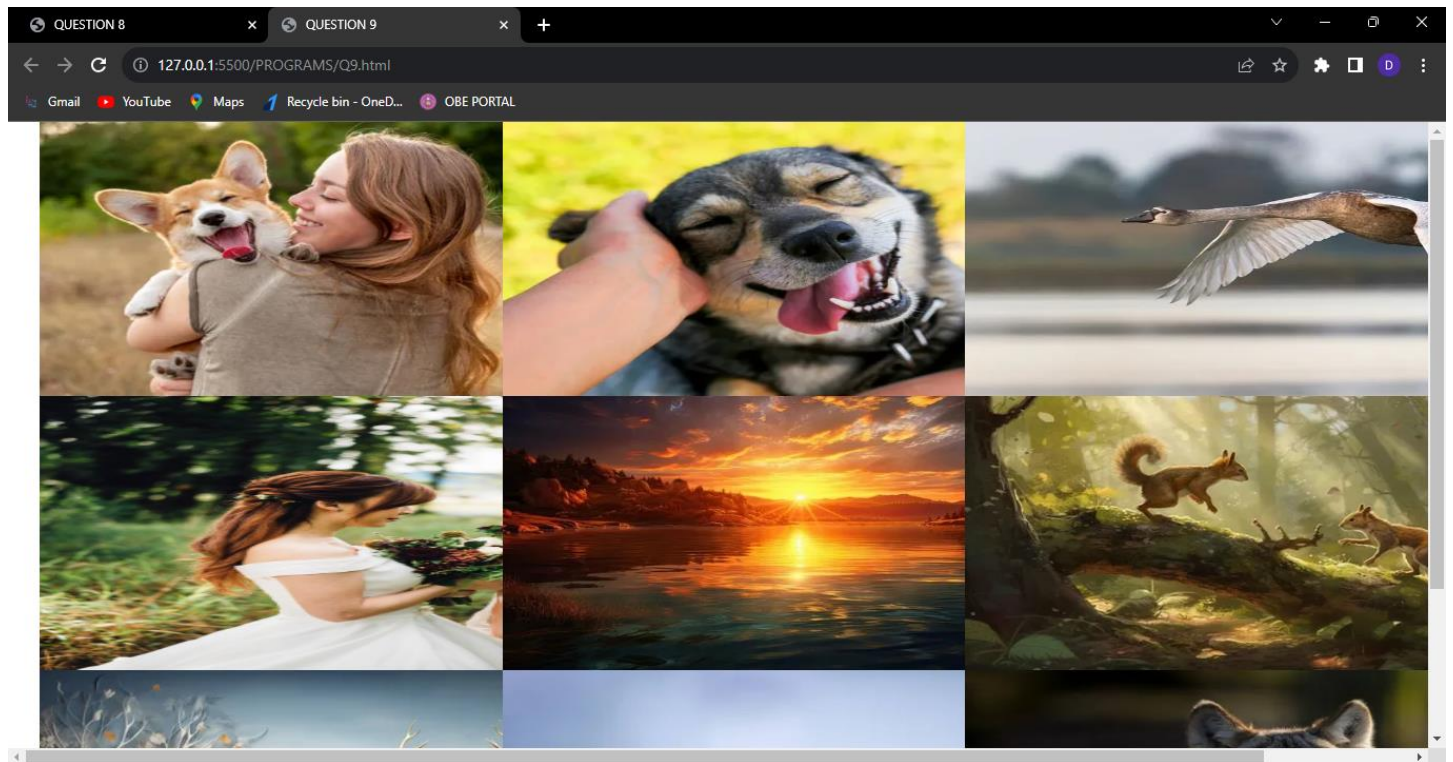 QUESTION 8
QUESTION 9
127.0.0.1:5500/PROGRAMS/Q9.html
D
Gmail
YouTube
Maps
Recycle bin - OneD...
OBE PORTAL